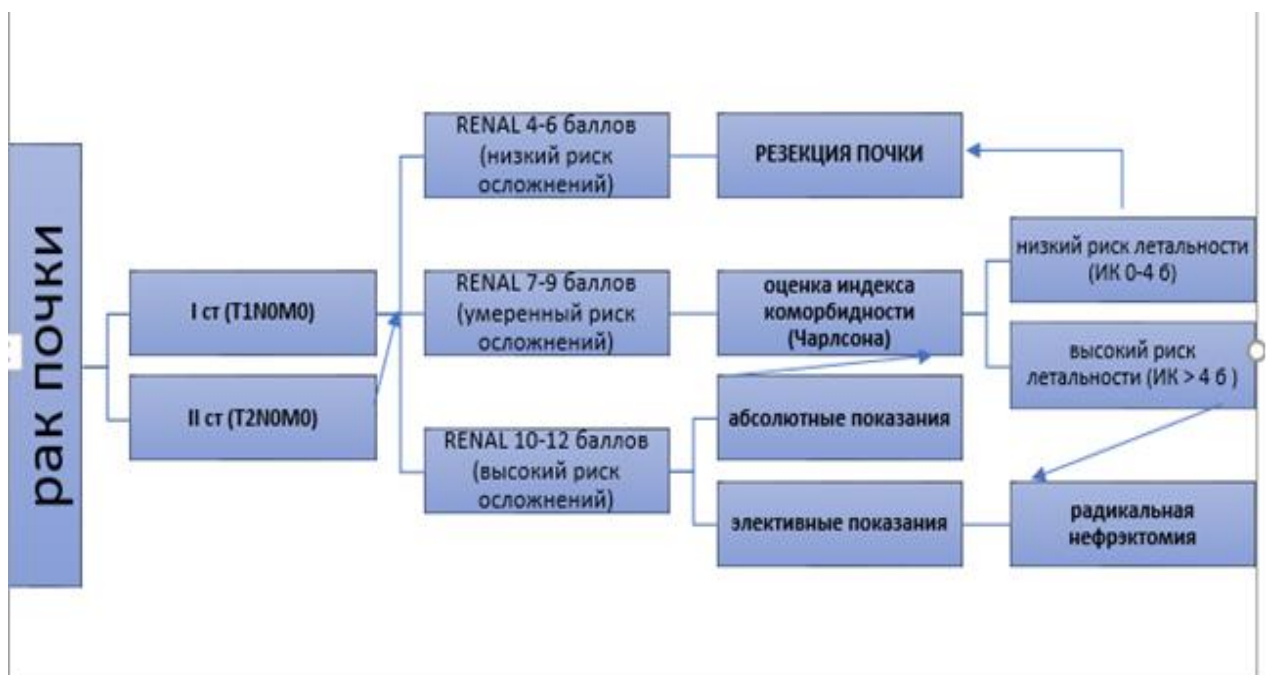 рак почки
I ст (T1N0M0)
II ст (T2N0M0)
RENAL 4-6 баллов
(низкий риск
осложнений)
РЕЗЕКЦИЯ ПОЧКИ
RENAL 7-9 баллов
(умеренный риск
осложнений)
оценка индекса
коморбидности
(Чарлсона)
низкий риск летальности
(ИК 0-4 б)
высокий риск
летальности (ИК > 4 б )
RENAL 10-12 баллов
(высокий риск
осложнений)
абсолютные показания
элективные показания
радикальная
нефрэктомия